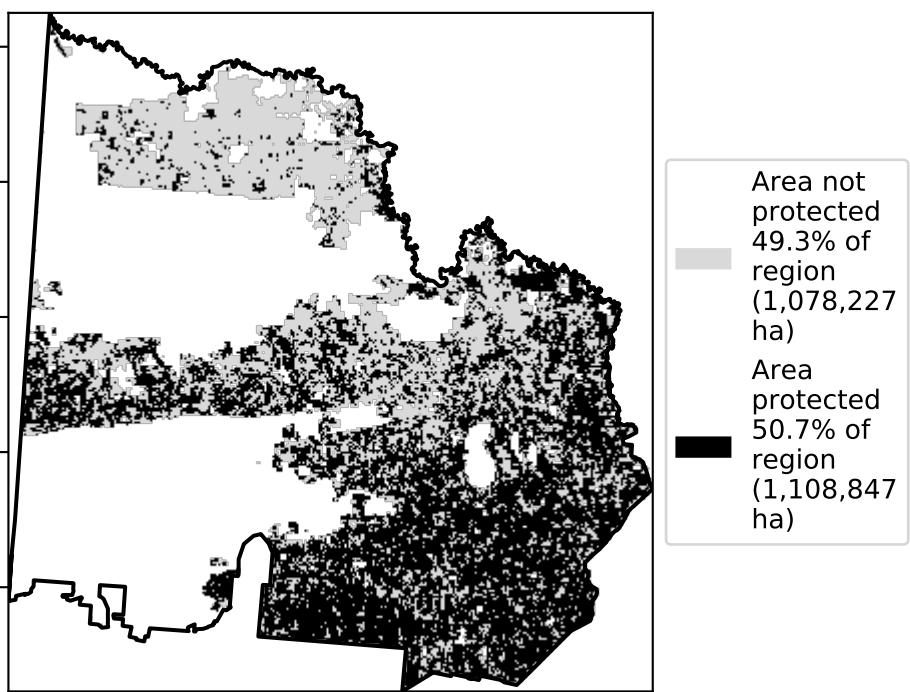 Area not
protected
49.3% of
region
(1,078,227
ha)
Area
protected
50.7% of
region
(1,108,847
ha)